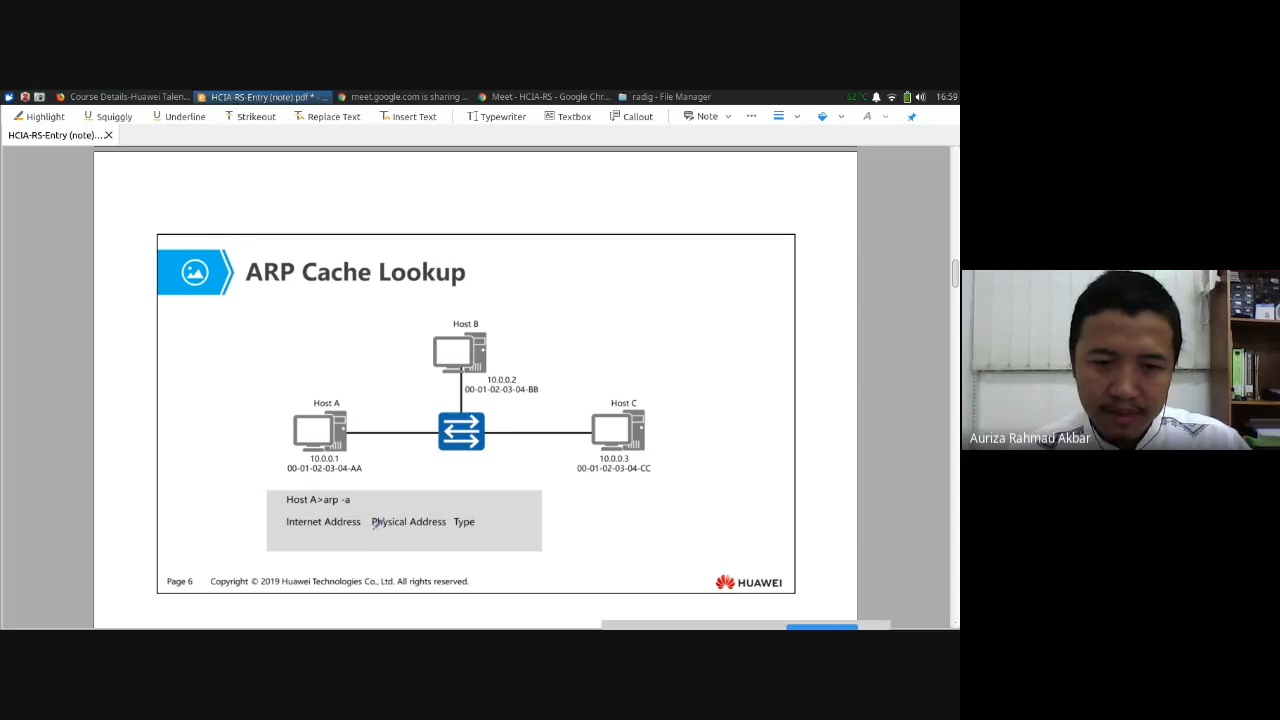 Course Details-Huawei Talen...
HCIA-RS-Entry (note).pdf * -...
meet.google.com is sharing ...
Meet - HCIA-RS - Google Chr...
radig - File Manager
62°C
16:59
Highlight
Squiggly
Underline
Strikeout
Replace Text
Insert Text
Typewriter
Textbox
Callout
Note
HCIA-RS-Entry (note)....
ARP Cache Lookup
Host B
10.0.0.2
00-01-02-03-04-BB
Host A
Host C
10.0.0.1
00-01-02-03-04-AA
10.0.0.3
00-01-02-03-04-CC
Host A>arp -a
Internet Address Physical Address Type
Page 6 Copyright © 2019 Huawei Technologies Co., Ltd. All rights reserved.
HUAWEI
Auriza Rahmad Akbar